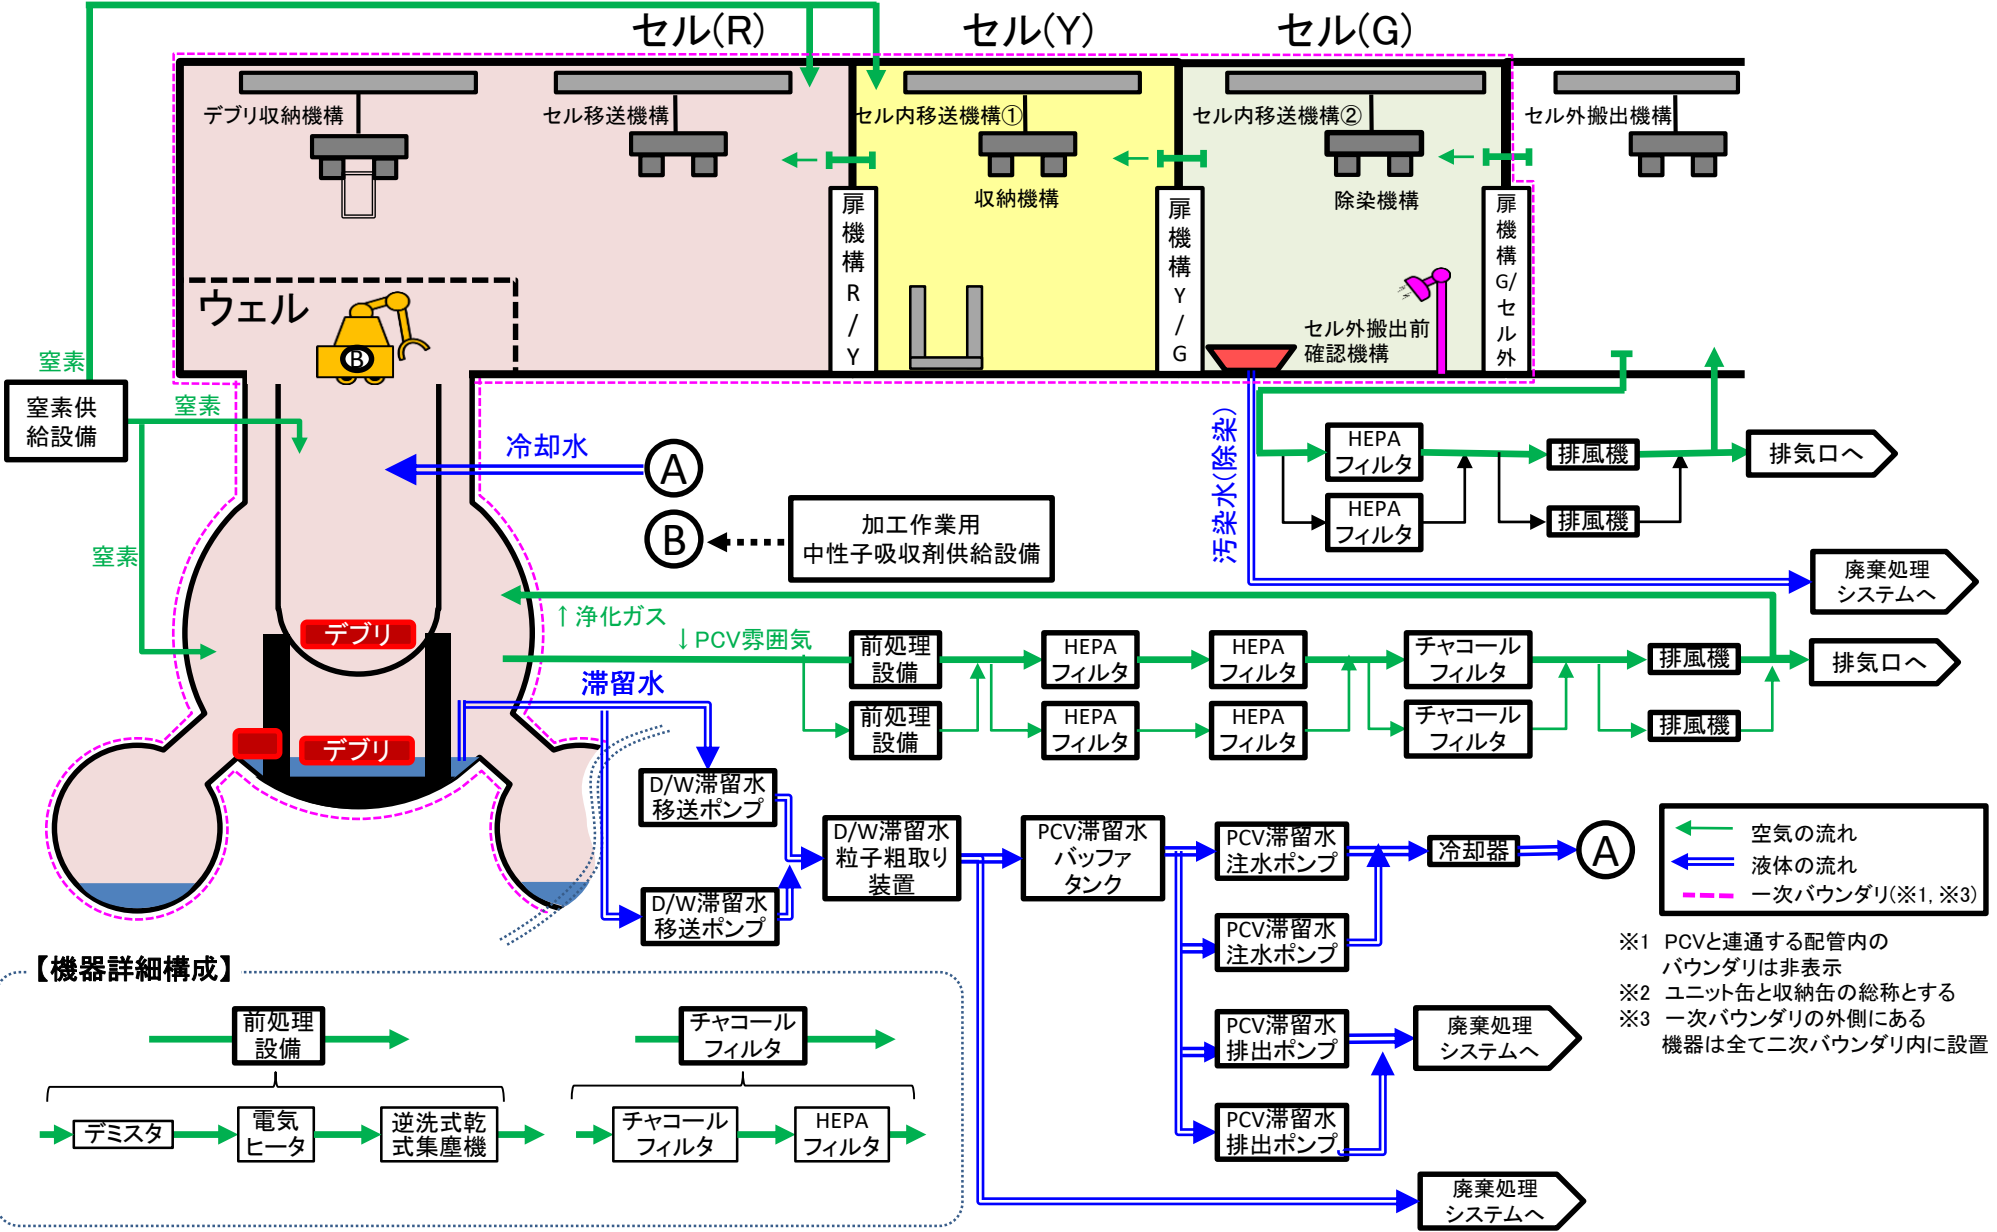 セル(R)
セル(Y)
セル(G)
デブリ収納機構
セル移送機構
セル内移送機構①
セル内移送機構②
セル外搬出機構
収納機構
除染機構
扉機構R/Y
扉機構Y/G
扉機構G/セル外
ウェル
B
セル外搬出前
確認機構
窒素
窒素供
給設備
窒素
窒素
冷却水
A
B
加工作業用
中性子吸収剤供給設備
汚染水(除染)
HEPA
フィルタ
排風機
排気口へ
HEPA
フィルタ
排風機
廃棄処理
システムへ
↑浄化ガス
↓PCV雰囲気
デブリ
前処理
設備
HEPA
フィルタ
HEPA
フィルタ
チャコール
フィルタ
排風機
排気口へ
滞留水
前処理
設備
HEPA
フィルタ
HEPA
フィルタ
チャコール
フィルタ
排風機
デブリ
D/W滞留水
移送ポンプ
D/W滞留水
粒子粗取り
装置
PCV滞留水
バッファ
タンク
PCV滞留水
注水ポンプ
冷却器
A
D/W滞留水
移送ポンプ
PCV滞留水
注水ポンプ
PCV滞留水
排出ポンプ
廃棄処理
システムへ
PCV滞留水
排出ポンプ
廃棄処理
システムへ
空気の流れ
液体の流れ
一次バウンダリ(※1, ※3)
※1 PCVと連通する配管内の
バウンダリは非表示
※2 ユニット缶と収納缶の総称とする
※3 一次バウンダリの外側にある
機器は全て二次バウンダリ内に設置
【機器詳細構成】
前処理
設備
チャコール
フィルタ
デミスタ
電気
ヒータ
逆洗式乾
式集塵機
チャコール
フィルタ
HEPA
フィルタ